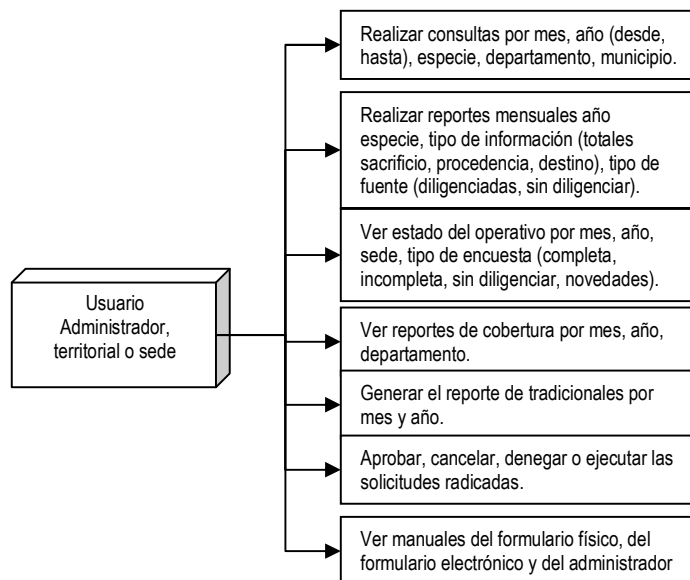 Realizar consultas por mes, año (desde,
hasta), especie, departamento, municipio.
Realizar reportes mensuales año
especie, tipo de información (totales
sacrificio, procedencia, destino), tipo de
fuente (diligenciadas, sin diligenciar).
Ver estado del operativo por mes, año,
sede, tipo de encuesta (completa,
incompleta, sin diligenciar, novedades).
Usuario
Administrador,
territorial o sede
Ver reportes de cobertura por mes, año,
departamento.
Generar el reporte de tradicionales por
mes y año.
Aprobar, cancelar, denegar o ejecutar las
solicitudes radicadas.
Ver manuales del formulario físico, del
formulario electrónico y del administrador